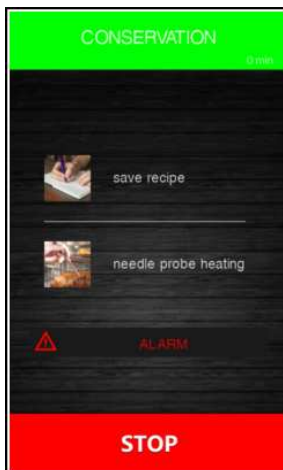 CONSERVATION
0 min
save recipe
needle probe heating
ALARM
STOP